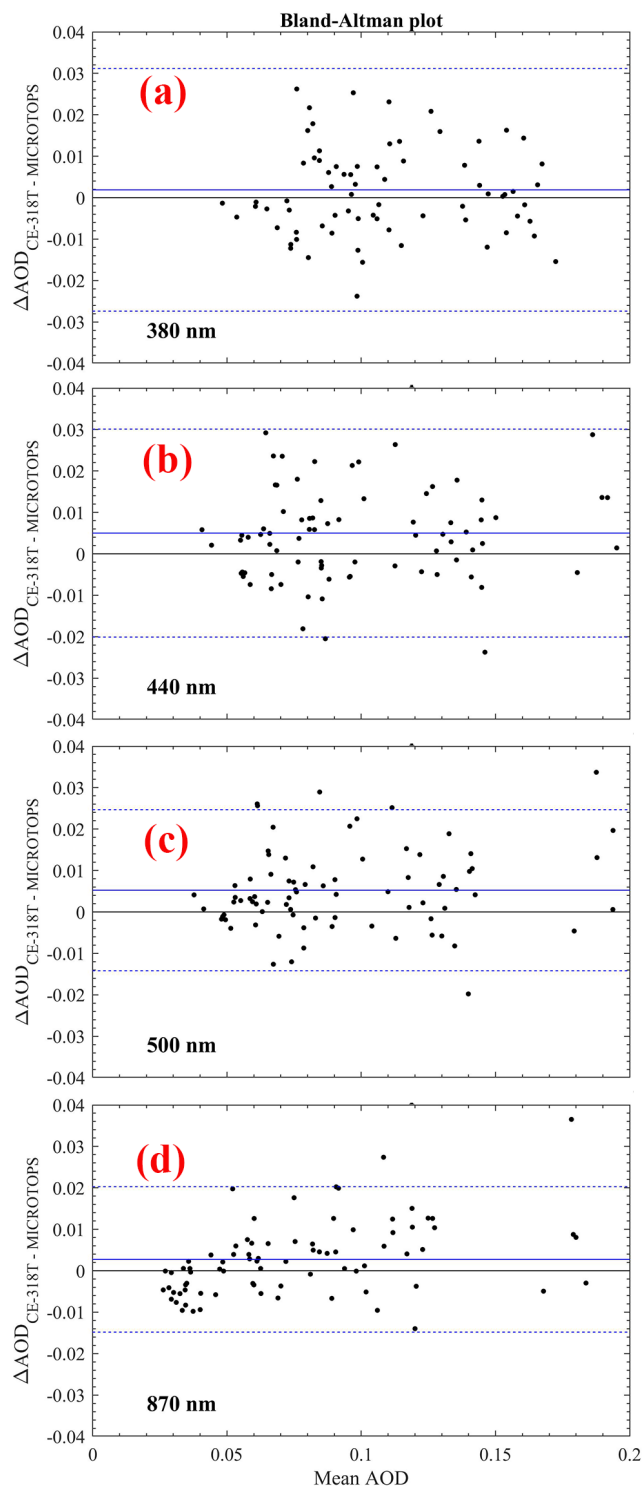 Bland-Altman plot
0.04
0.03
0.02
0.01
0
-0.01
-0.02
-0.03
-0.04
ΔAOD CE-318T - MICROTOPS
(a)
380 nm
0.04
0.03
0.02
0.01
0
-0.01
-0.02
-0.03
-0.04
ΔAOD CE-318T - MICROTOPS
(b)
440 nm
0.04
0.03
0.02
0.01
0
-0.01
-0.02
-0.03
-0.04
ΔAOD CE-318T - MICROTOPS
(c)
500 nm
0.04
0.03
0.02
0.01
0
-0.01
-0.02
-0.03
-0.04
ΔAOD CE-318T - MICROTOPS
(d)
870 nm
0 0.05 0.1 0.15 0.2
Mean AOD